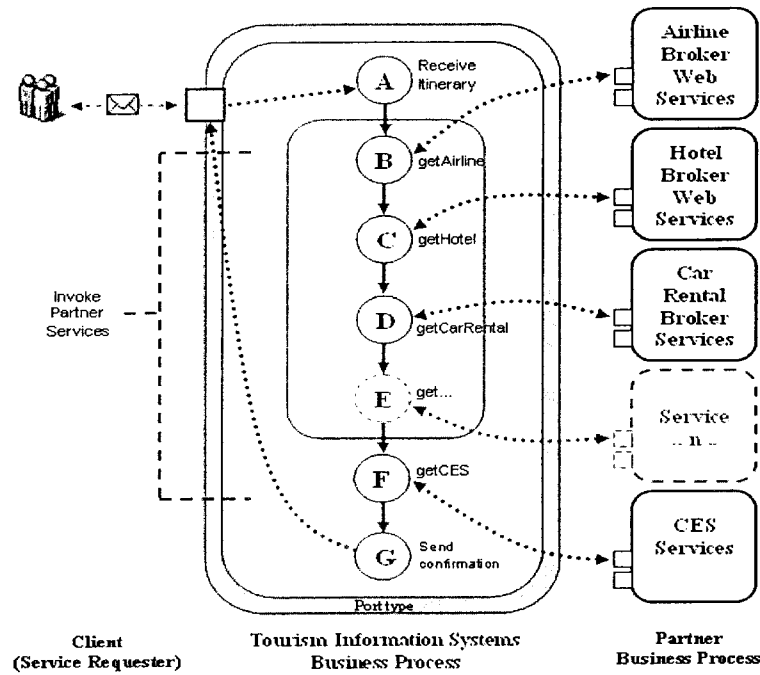 A
Receive
Itinerary
B
getAirline
C
getHotel
D
getCarRental
E
get...
F
getCES
G
Send
confirmation
Port type
Invoke
Partner
Services
Airline
Broker
Web
Services
Hotel
Broker
Web
Services
Car
Rental
Broker
Services
Service
.. n ..
CES
Services
Client
(Service Requester)
Tourism Information Systems
Business Process
Partner
Business Process